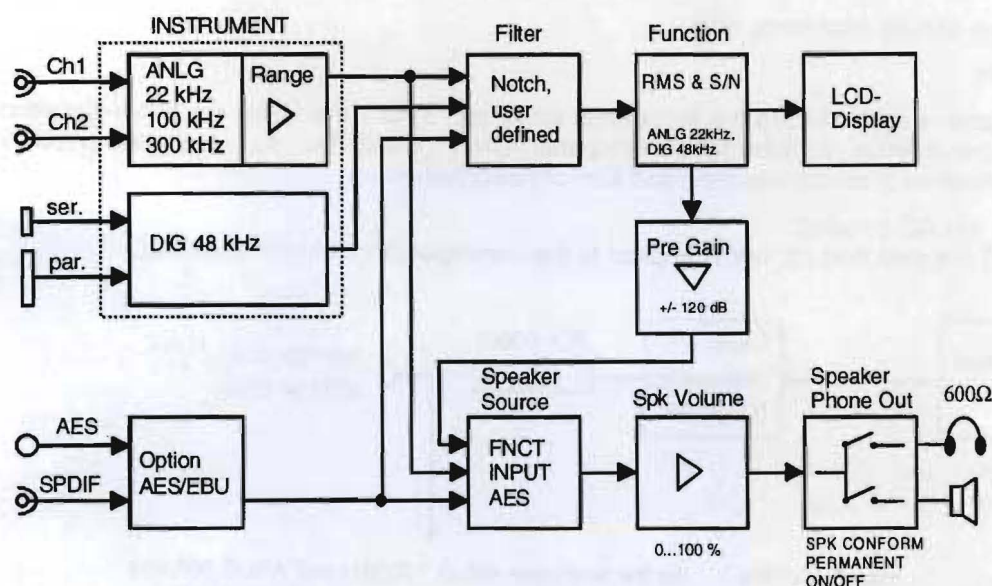 INSTRUMENT
Filter
Function
Ch1
Ch2
ANLG
22 kHz
100 kHz
300 kHz
Range
Notch,
user
defined
RMS & S/N
ANLG 22kHz.
DIG 48kHz
LCD-
Display
ser.
par.
DIG 48 kHz
Pre Gain
+/- 120 dB
Speaker
Source
Spk Volume
Speaker
Phone Out
600Ω
AES
SPDIF
Option
AES/EBU
FNCT
INPUT
AES
0...100 %
SPK CONFORM
PERMANENT
ON/OFF